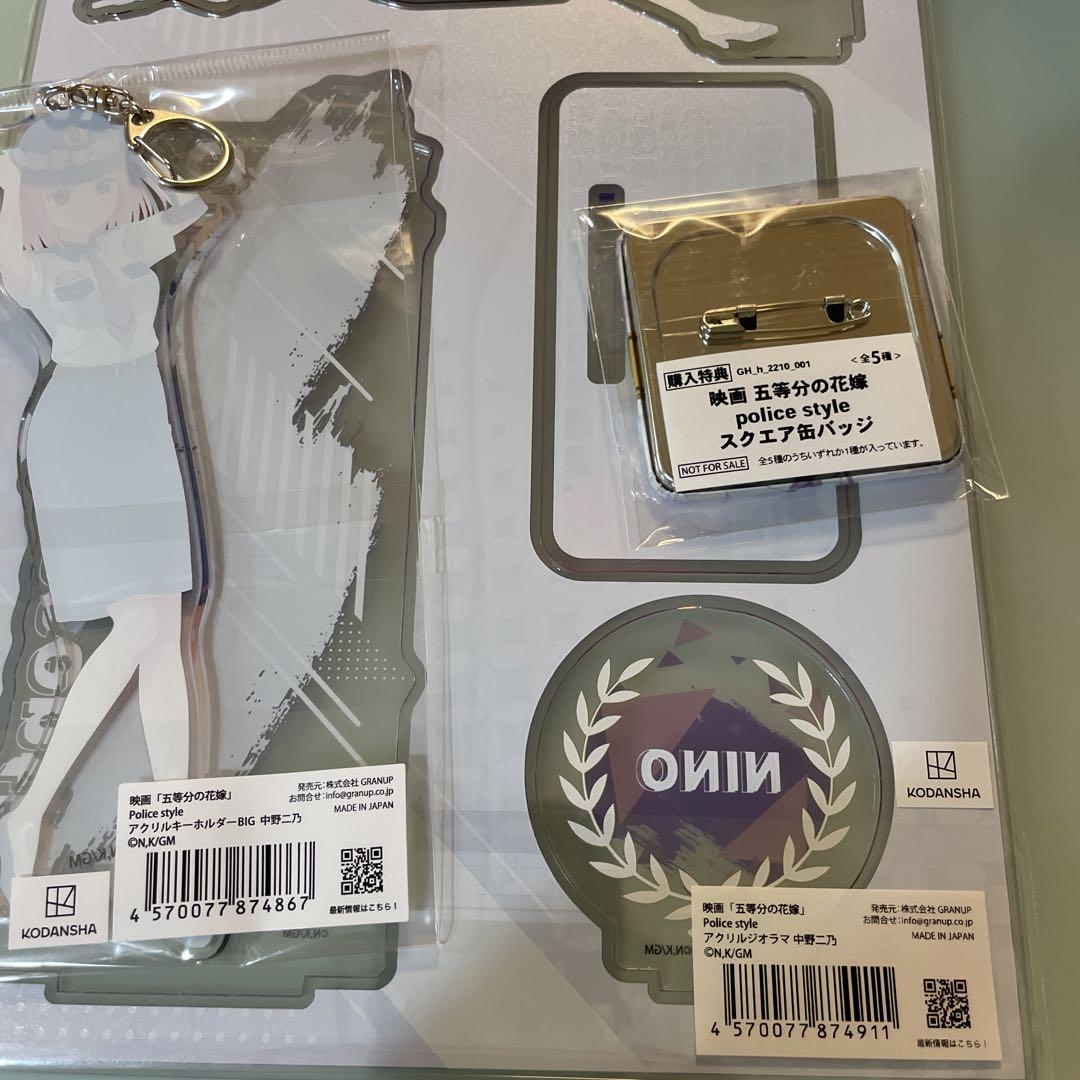 購入特典 GH_h_2210_001 <全5種>
映画 五等分の花嫁
police style
スクエア缶バッジ
NOT FOR SALE 全5種のうちいずれか1種が入っています。
NINO
KODANSHA
映画「五等分の花嫁」 発売元:株式会社 GRANUP
Police style お問合せ:info@granup.co.jp
アクリルキーホルダーBIG 中野二乃 MADE IN JAPAN
©N,K/GM
4 570077 874867
最新情報はこちら!
KODANSHA
©N,K/GM
映画「五等分の花嫁」 発売元:株式会社 GRANUP
Police style お問合せ:info@granup.co.jp
アクリルジオラマ 中野二乃 MADE IN JAPAN
©N,K/GM
4 570077 874911
最新情報はこちら!